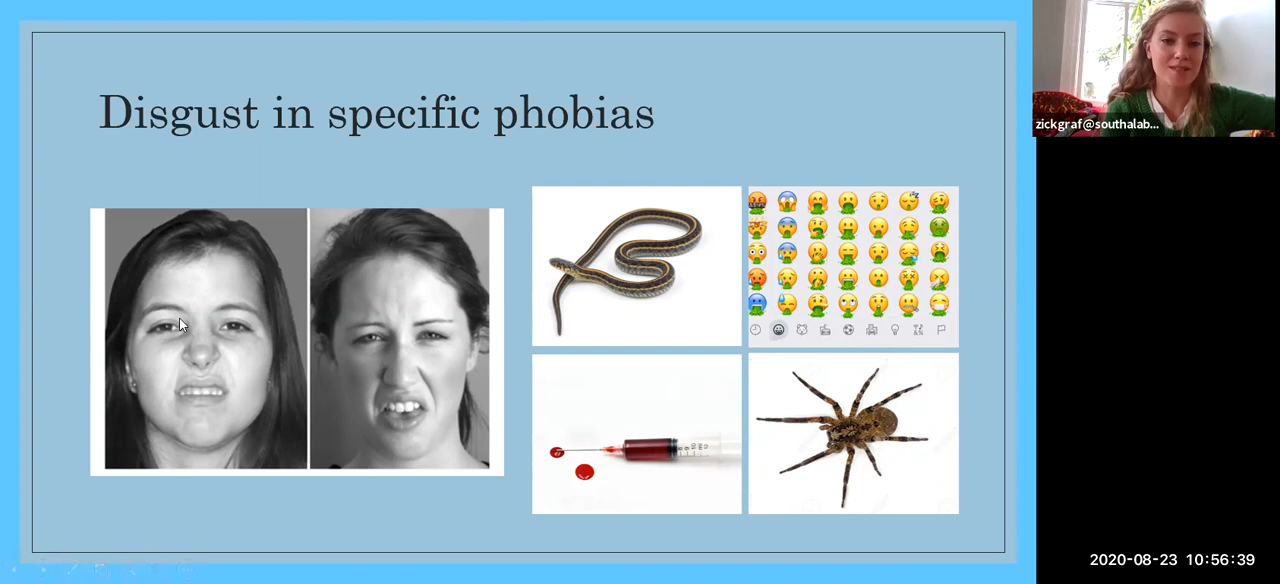 Disgust in specific phobias
zickgraf@southalab...
2020-08-23 10:56:39